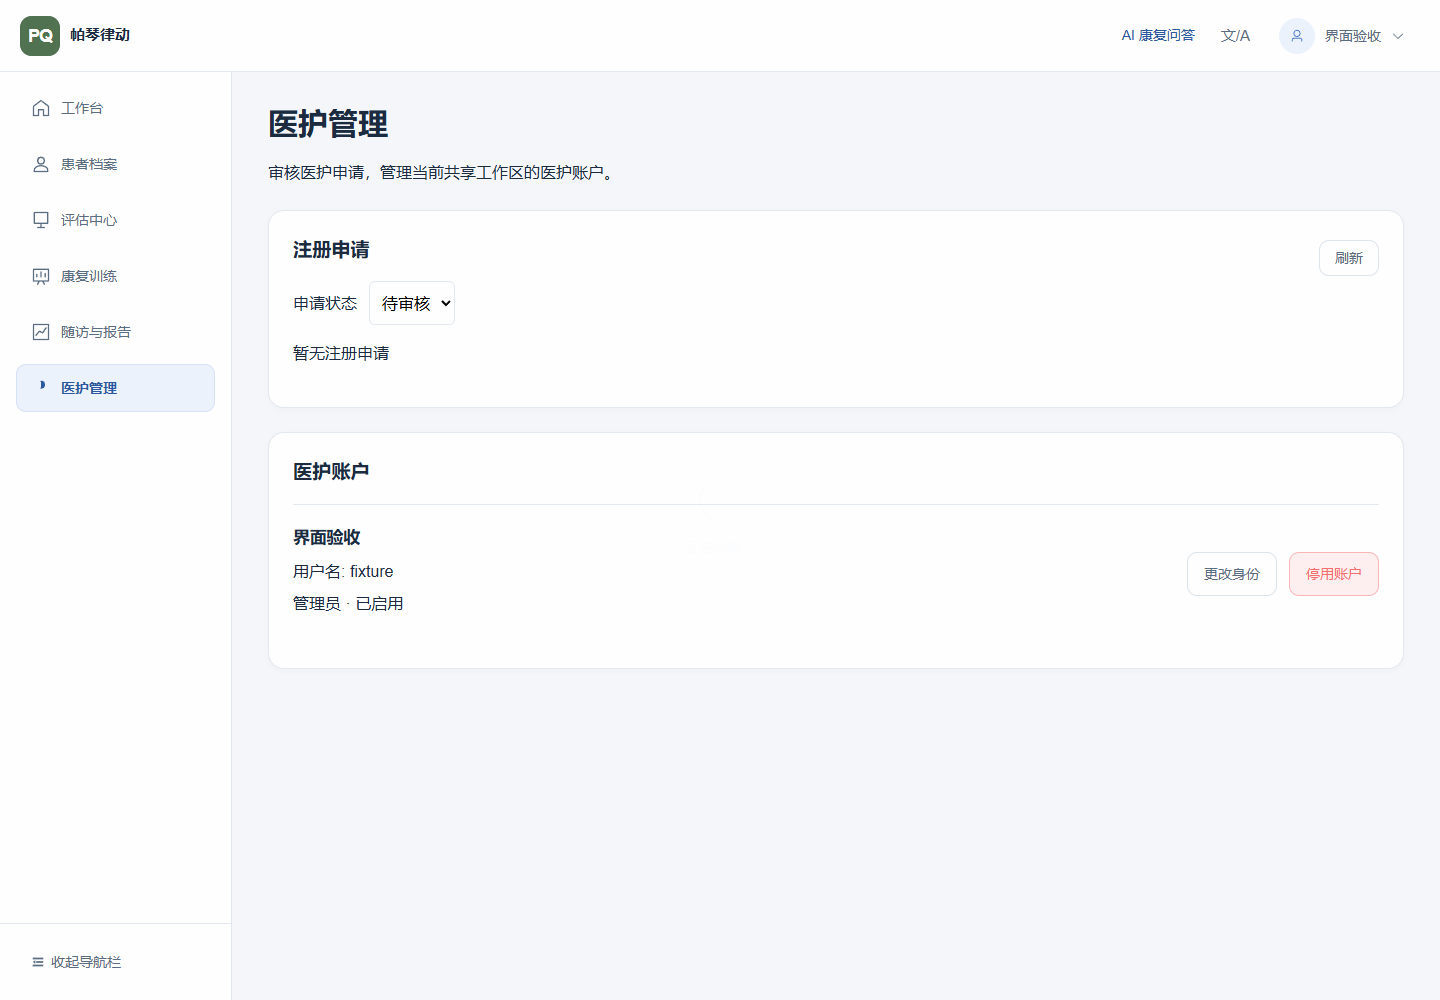 PQ 帕琴律动
AI 康复问答 文/A 界面验收
工作台
患者档案
评估中心
康复训练
随访与报告
医护管理
收起导航栏
医护管理
审核医护申请，管理当前共享工作区的医护账户。
注册申请
刷新
申请状态 待审核
暂无注册申请
医护账户
界面验收
用户名: fixture
管理员 · 已启用
更改身份 停用账户